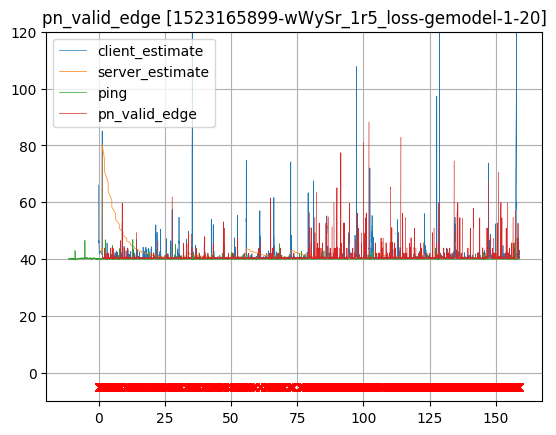 pn_valid_edge [1523165899-wWySr_1r5_loss-gemodel-1-20]
client_estimate
server_estimate
ping
pn_valid_edge
120
100
80
60
40
20
0
0 25 50 75 100 125 150